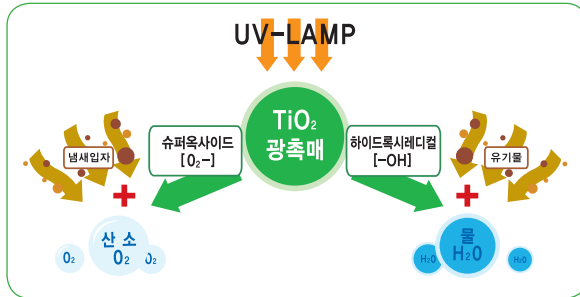 UV-LAMP
TiO₂
광촉매
슈퍼옥사이드
[O₂-]
하이드록시레디컬
[-OH]
냄새입자
유기물
산 소
O₂
O₂
O₂
물
H₂O
H₂O
H₂O